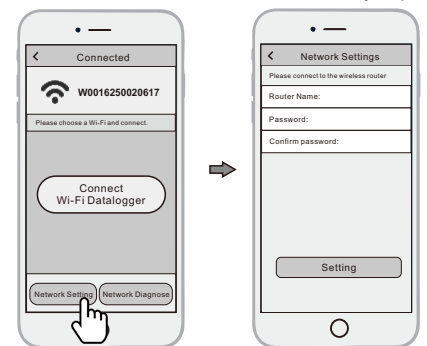 Connected
W0016250020617
Please choose a Wi-Fi and connect.
Connect
Wi-Fi Datalogger
Network Setting
Network Diagnose
Network Settings
Please connect to the wireless router
Router Name:
Password:
Confirm password:
Setting